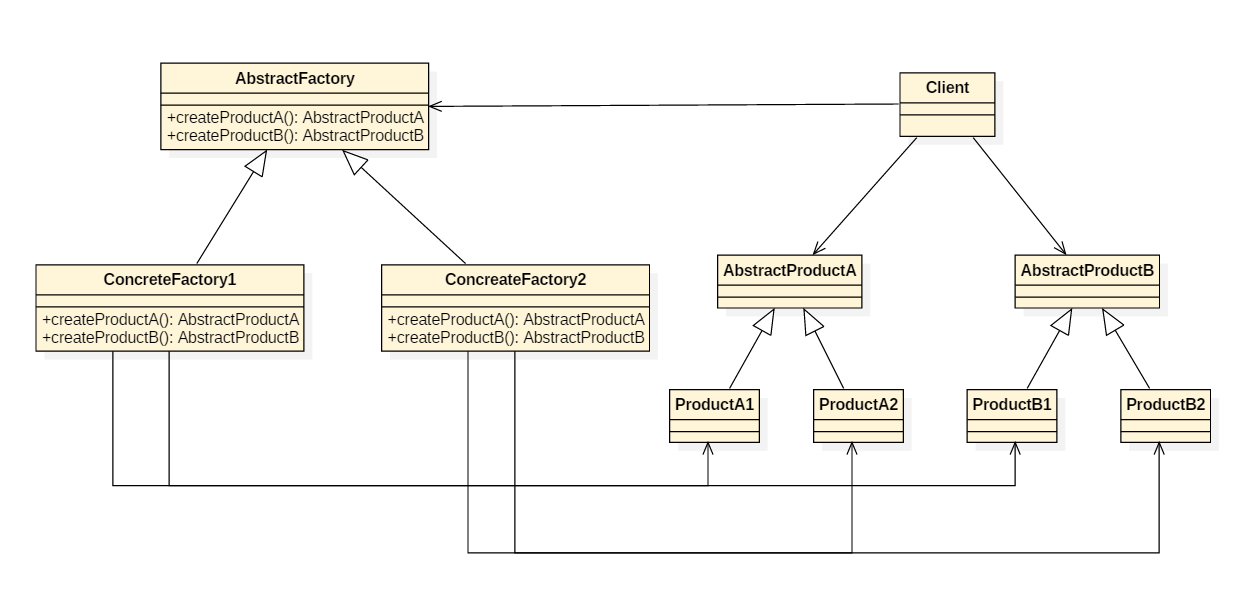 AbstractFactory
+createProductA(): AbstractProductA
+createProductB(): AbstractProductB
Client
ConcreteFactory1
+createProductA(): AbstractProductA
+createProductB(): AbstractProductB
ConcreateFactory2
+createProductA(): AbstractProductA
+createProductB(): AbstractProductB
AbstractProductA
AbstractProductB
ProductA1
ProductA2
ProductB1
ProductB2